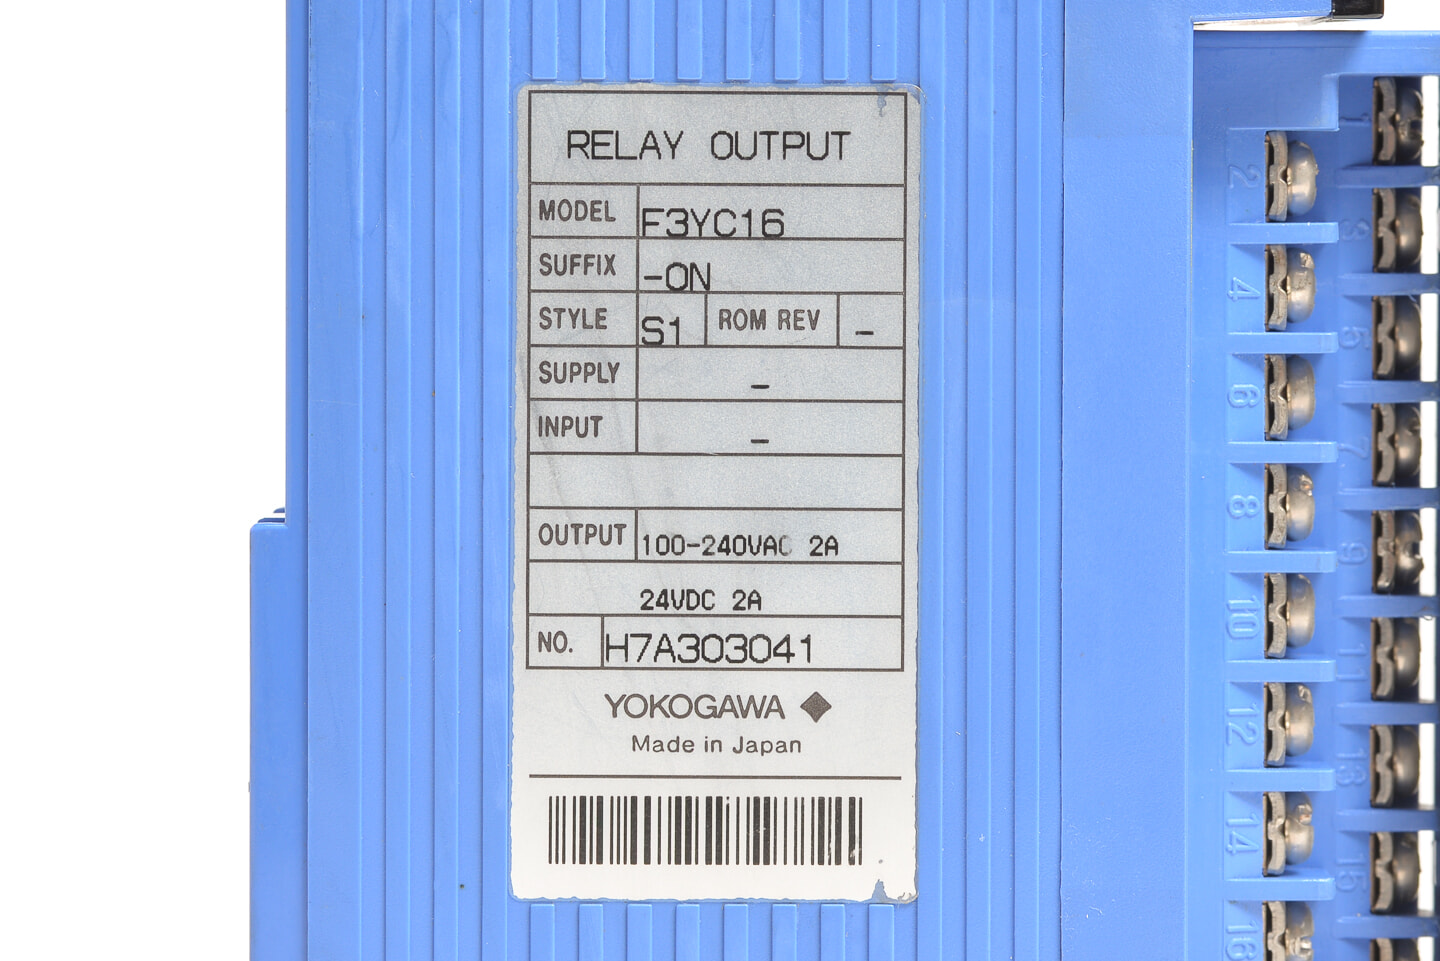 RELAY OUTPUT
MODEL F3YC16
SUFFIX -0N
STYLE S1 ROM REV -
SUPPLY -
INPUT -
OUTPUT 100-240VAC 2A
24VDC 2A
NO. H7A303041
YOKOGAWA
Made in Japan
1
2
3
4
5
6
7
8
9
10
11
12
13
14
15
16